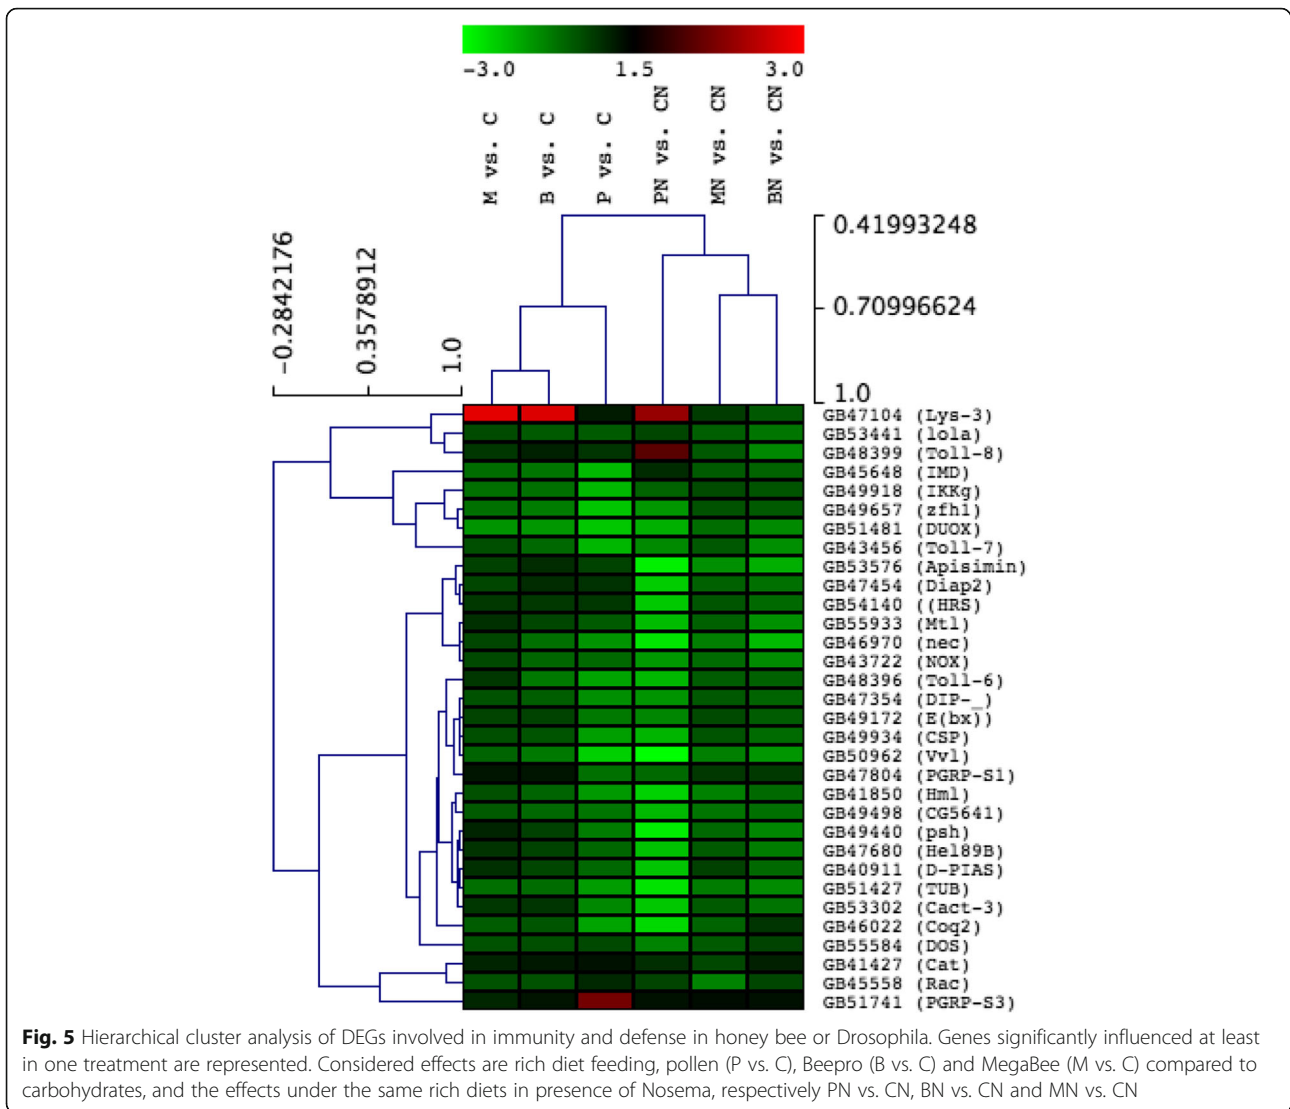 -3.0 1.5 3.0
M vs. C
B vs. C
P vs. C
PN vs. CN
MN vs. CN
BN vs. CN
0.41993248
0.70996624
1.0
-0.2842176
0.3578912
1.0
GB47104 (Lys-3)
GB53441 (lola)
GB48399 (Toll-8)
GB45648 (IMD)
GB49918 (IKKg)
GB49657 (zfh1)
GB51481 (DUOX)
GB43456 (Toll-7)
GB53576 (Apisimin)
GB47454 (Diap2)
GB54140 ((HRS)
GB55933 (Mtl)
GB46970 (nec)
GB43722 (NOX)
GB48396 (Toll-6)
GB47354 (DIP-_)
GB49172 (E(bx))
GB49934 (CSP)
GB50962 (Vvl)
GB47804 (PGRP-S1)
GB41850 (Hml)
GB49498 (CG5641)
GB49440 (psh)
GB47680 (Hel89B)
GB40911 (D-PIAS)
GB51427 (TUB)
GB53302 (Cact-3)
GB46022 (Coq2)
GB55584 (DOS)
GB41427 (Cat)
GB45558 (Rac)
GB51741 (PGRP-S3)
Fig. 5 Hierarchical cluster analysis of DEGs involved in immunity and defense in honey bee or Drosophila. Genes significantly influenced at least
in one treatment are represented. Considered effects are rich diet feeding, pollen (P vs. C), Beepro (B vs. C) and MegaBee (M vs. C) compared to
carbohydrates, and the effects under the same rich diets in presence of Nosema, respectively PN vs. CN, BN vs. CN and MN vs. CN